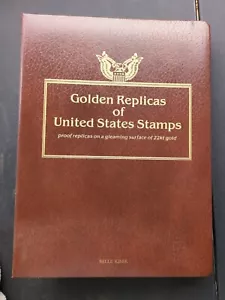 Golden Replicas
of
United States Stamps
proof replicas on a gleaming surface of 22kt gold